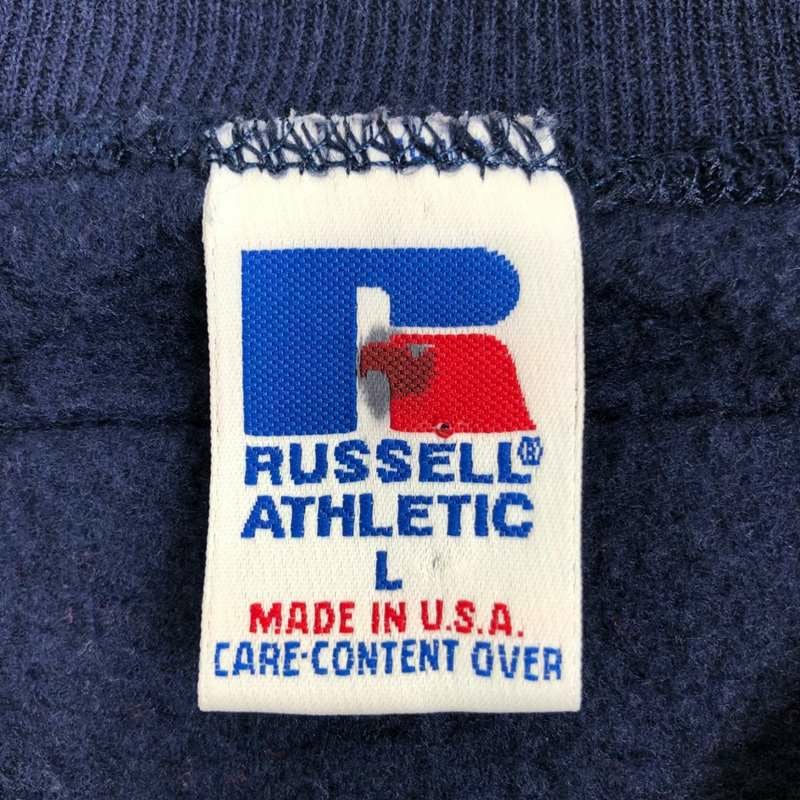 R
RUSSELL®
ATHLETIC
L
MADE IN U.S.A.
CARE-CONTENT OVER